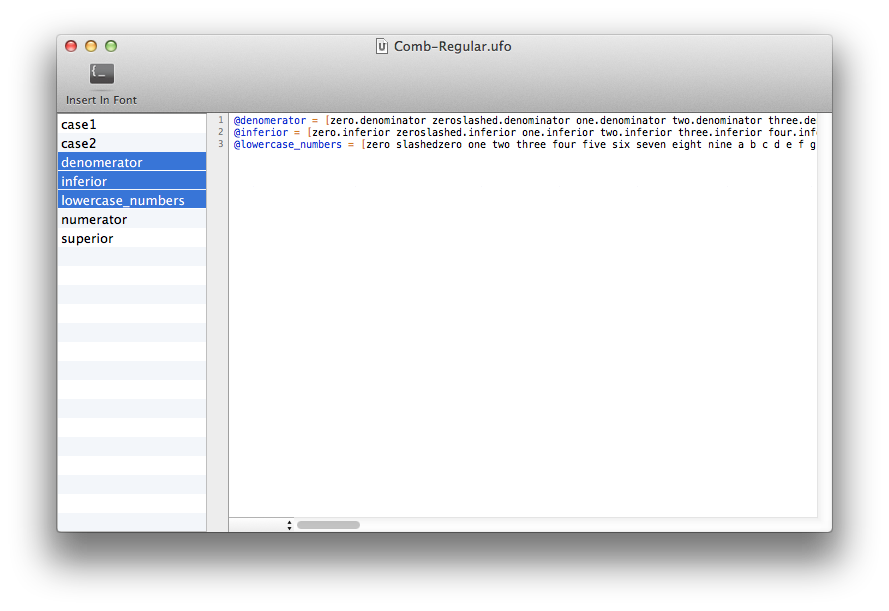 Comb-Regular.ufo
Insert In Font
case1
case2
denomerator
inferior
lowercase_numbers
numerator
superior
1 @denomerator = [zero.denominator zeroslashed.denominator one.denominator two.denominator three.de
2 @inferior = [zero.inferior zeroslashed.inferior one.inferior two.inferior three.inferior four.inf
3 @lowercase_numbers = [zero slashedzero one two three four five six seven eight nine a b c d e f g